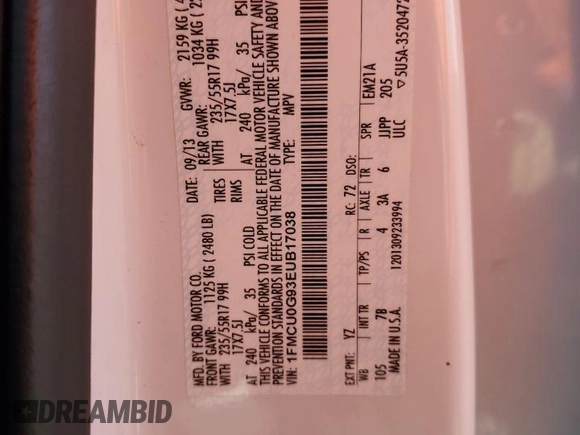 MFD. BY FORD MOTOR CO.
DATE: 09/13 GVWR: 2159 KG
FRONT GAWR: 1125 KG (2480 LB) REAR GAWR: 1034 KG
WITH 235/55R17 99H TIRES WITH 235/55R17 99H
17X7.5J RIMS 17X7.5J
AT 240 kPa/ 35 PSI COLD AT 240 kPa/ 35 PSI
THIS VEHICLE CONFORMS TO ALL APPLICABLE FEDERAL MOTOR VEHICLE SAFETY AND
PREVENTION STANDARDS IN EFFECT ON THE DATE OF MANUFACTURE SHOWN ABOVE
VIN: 1FMCU0G93EUB17038 TYPE: MPV
EXT PNT: YZ RC: 72 DSO:
WB INT TR TP/PS R AXLE TR SPR EM21A
105 7B 4 3A 6 JJPP 205
MADE IN U.S.A. 1201309233994 ULC ▽5U5A-3520472
DREAMBID